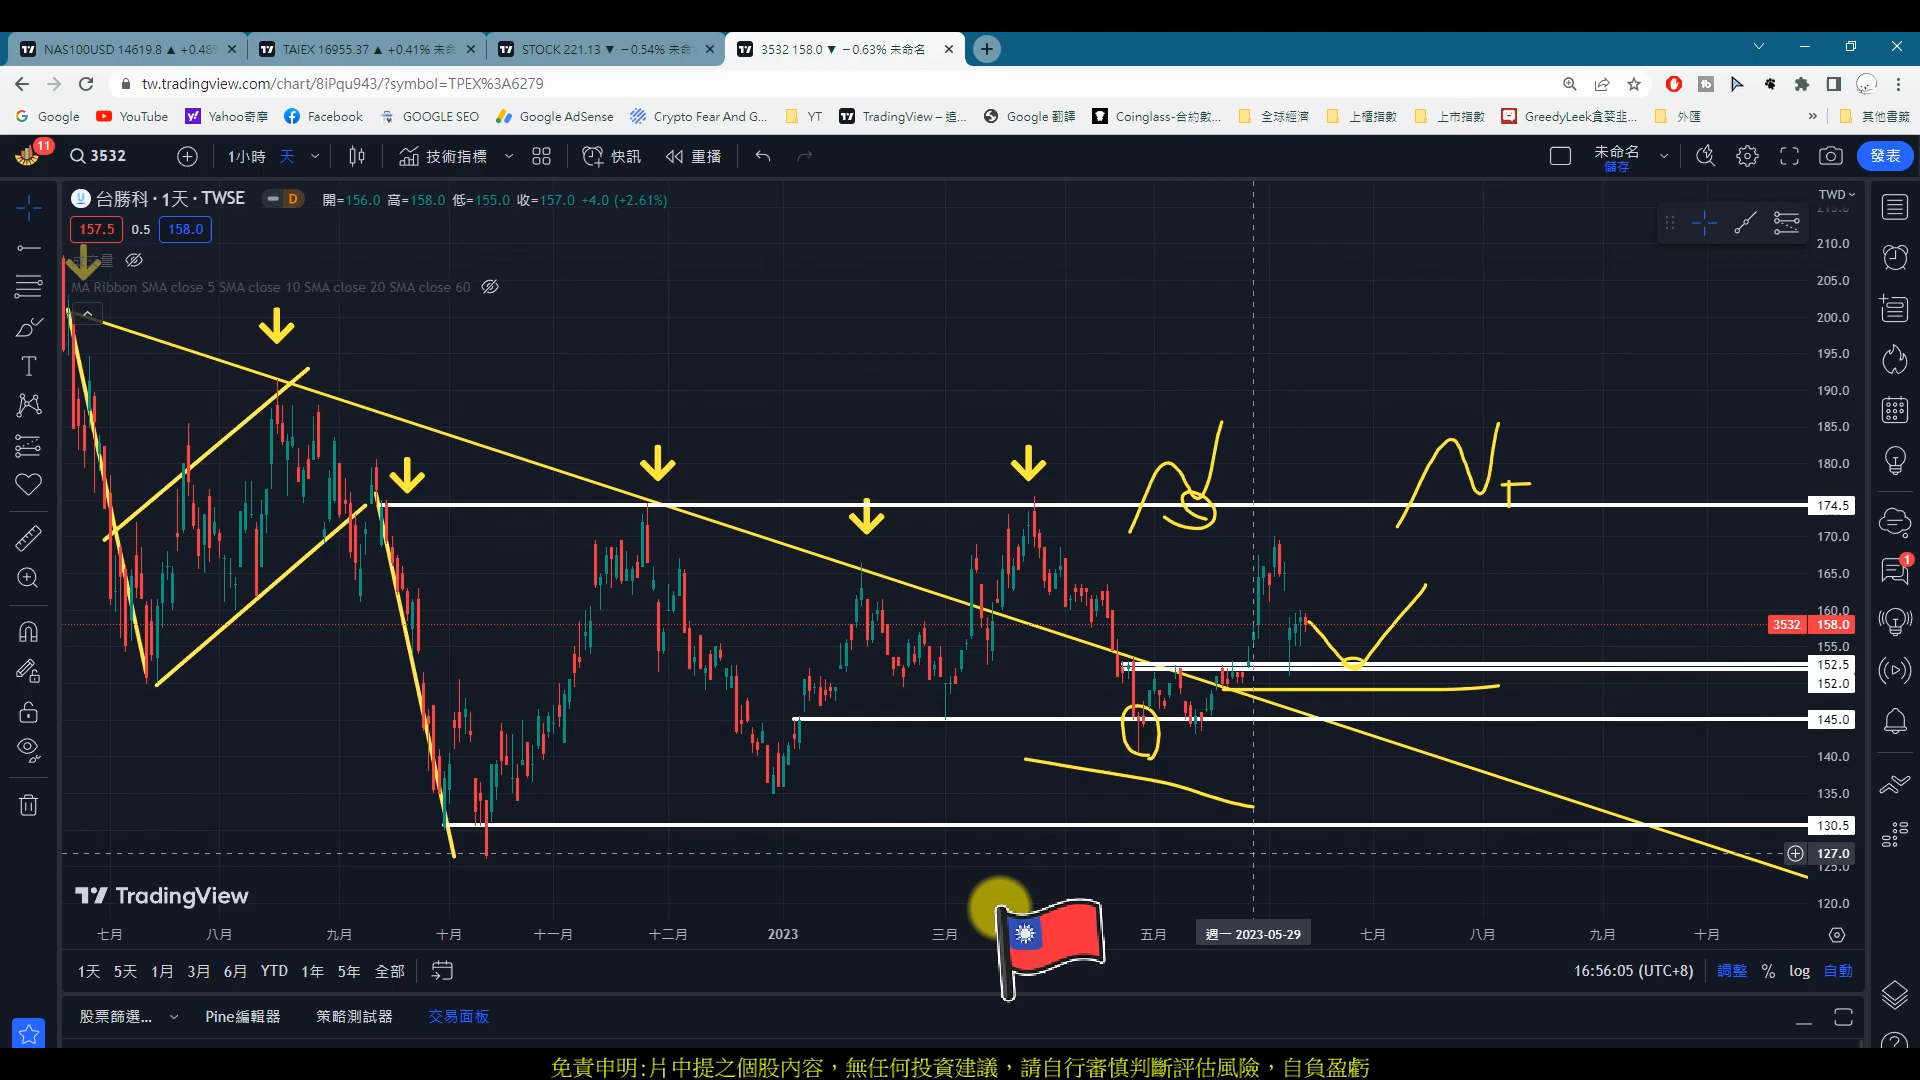 NAS100USD 14619.8 ▲ +0.48%
TAIEX 16955.37 ▲ +0.41% 未命
STOCK 221.13 ▼ −0.54% 未命
3532 158.0 ▼ −0.63% 未命名
tw.tradingview.com/chart/8iPqu943/?symbol=TPEX%3A6279
Google YouTube Yahoo奇摩 Facebook GOOGLE SEO Google AdSense Crypto Fear And G... YT TradingView – 追... Google 翻譯 Coinglass-合約數... 全球經濟 上櫃指數 上市指數 GreedyLeek貪婪韭... 外匯 » 其他書籤
11 3532 1小時 天 技術指標 快訊 重播 未命名 發表
儲存
台勝科 · 1天 · TWSE D 開=156.0 高=158.0 低=155.0 收=157.0 +4.0 (+2.61%)
TWD
157.5 0.5 158.0
MA Ribbon SMA close 5 SMA close 10 SMA close 20 SMA close 60
215.0
210.0
205.0
200.0
195.0
190.0
185.0
180.0
174.5
170.0
165.0
160.0
3532 158.0
155.0
152.5
152.0
145.0
140.0
135.0
130.5
127.0
125.0
120.0
1
TradingView
七月 八月 九月 十月 十一月 十二月 2023 三月 五月 週一 2023-05-29 七月 八月 九月 十月
1天 5天 1月 3月 6月 YTD 1年 5年 全部 16:56:05 (UTC+8) 調整 % log 自動
股票篩選... Pine編輯器 策略測試器 交易面板
免責申明:片中提之個股內容，無任何投資建議，請自行審慎判斷評估風險，自負盈虧